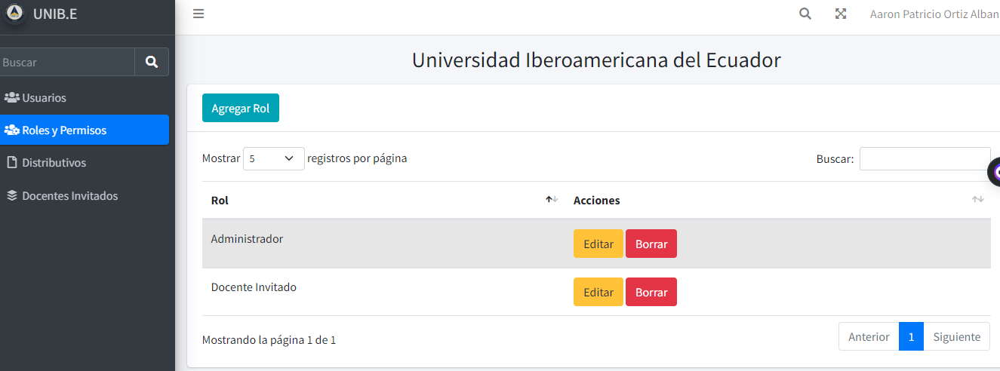 UNIB.E
Aaron Patricio Ortiz Alban
Buscar
Universidad Iberoamericana del Ecuador
Usuarios
Agregar Rol
Roles y Permisos
Distributivos
Mostrar 5 registros por página
Buscar:
Docentes Invitados
Rol Acciones
Administrador Editar Borrar
Docente Invitado Editar Borrar
Mostrando la página 1 de 1
Anterior 1 Siguiente